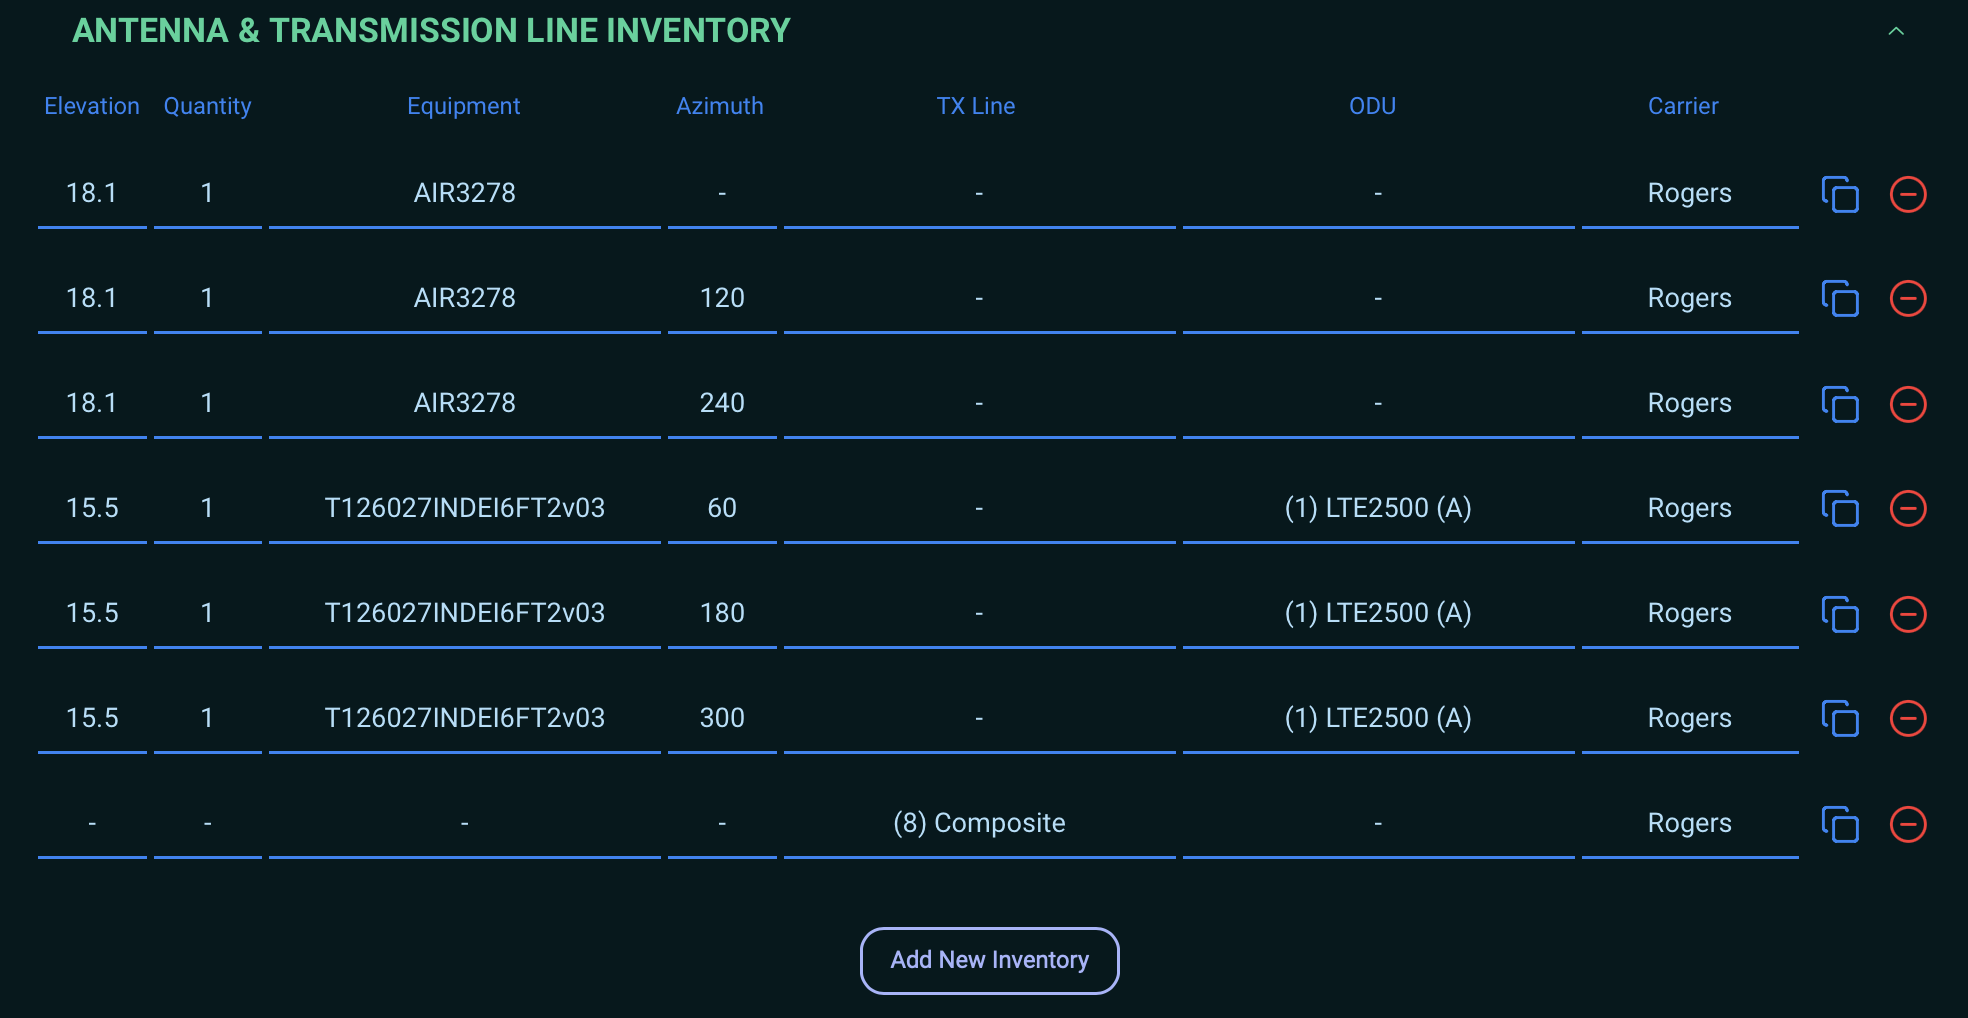 ANTENNA & TRANSMISSION LINE INVENTORY
Elevation Quantity Equipment Azimuth TX Line ODU Carrier
18.1 1 AIR3278 - - - Rogers
18.1 1 AIR3278 120 - - Rogers
18.1 1 AIR3278 240 - - Rogers
15.5 1 T126027INDEI6FT2v03 60 - (1) LTE2500 (A) Rogers
15.5 1 T126027INDEI6FT2v03 180 - (1) LTE2500 (A) Rogers
15.5 1 T126027INDEI6FT2v03 300 - (1) LTE2500 (A) Rogers
- - - - (8) Composite - Rogers
Add New Inventory